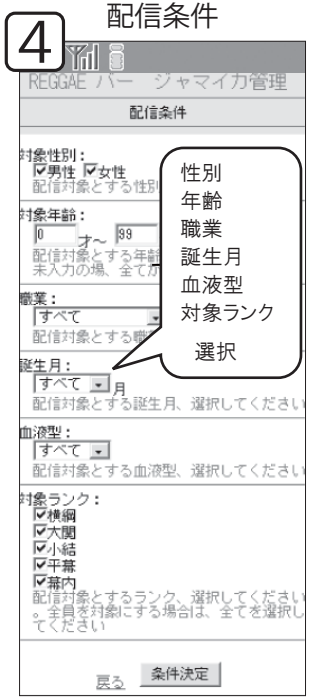 配信条件
4
REGGAE バー ジャマイカ管理
配信条件
対象性別：
男性 女性
配信対象とする性別
対象年齢：
0 才～ 99
配信対象とする年齢
未入力の場、全てが
職業：
すべて
配信対象とする職
誕生月：
すべて 月
配信対象とする誕生月、選択してください
血液型：
すべて
配信対象とする血液型、選択してください
対象ランク：
横綱
大関
小結
平幕
幕内
配信対象とするランク、選択してください
。全員を対象にする場合は、全てを選択し
てください
戻る 条件決定
性別
年齢
職業
誕生月
血液型
対象ランク
選択